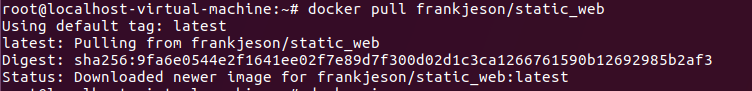 root@localhost-virtual-machine:~# docker pull frankjeson/static_web
Using default tag: latest
latest: Pulling from frankjeson/static_web
Digest: sha256:9fa6e0544e2f1641ee02f7e89d7f300d02d1c3ca1266761590b12692985b2af3
Status: Downloaded newer image for frankjeson/static_web:latest